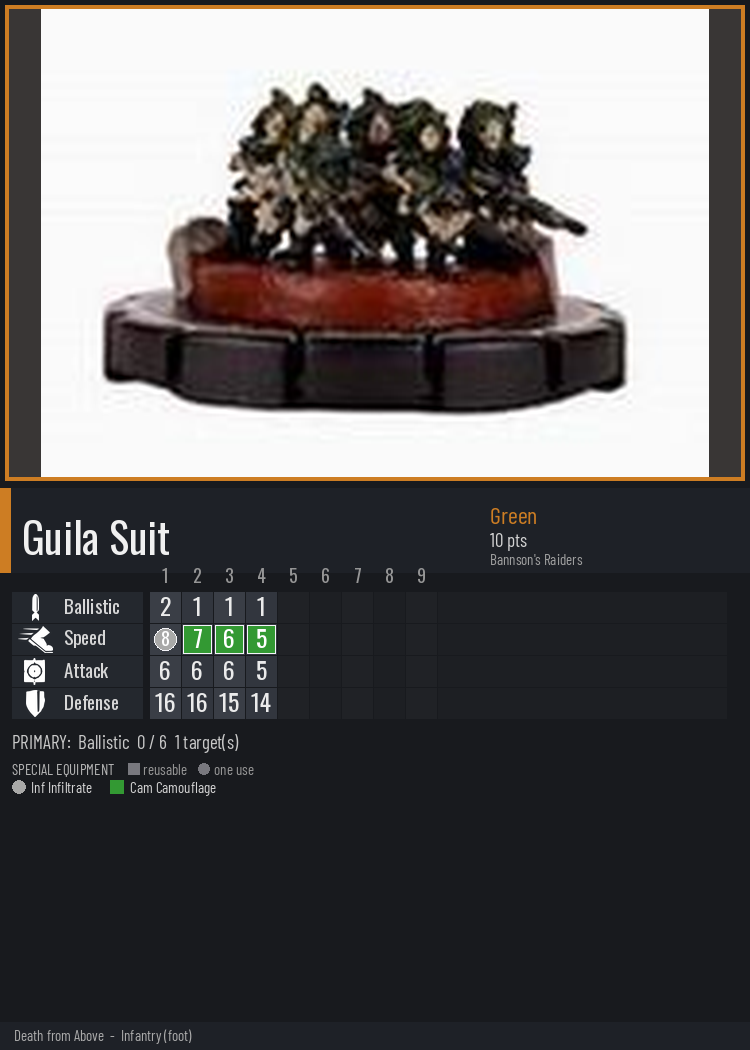 Guila Suit
Green
10 pts
Bannson's Raiders
1 2 3 4 5 6 7 8 9
Ballistic 2 1 1 1
Speed 8 7 6 5
Attack 6 6 6 5
Defense 16 16 15 14
PRIMARY: Ballistic 0 / 6 1 target(s)
SPECIAL EQUIPMENT reusable one use
Inf Infiltrate Cam Camouflage
Death from Above - Infantry (foot)